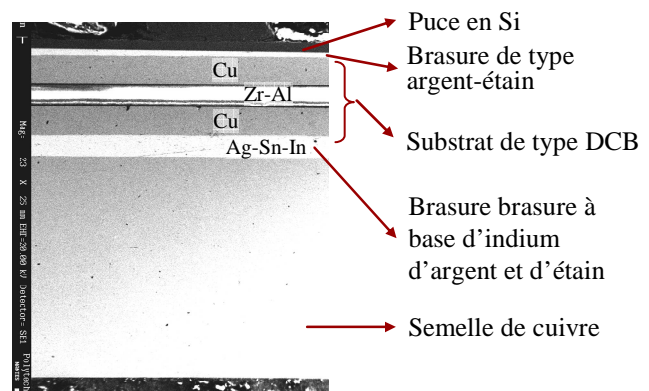 Puce en Si
Brasure de type
argent-étain
Cu
Zr-Al
Cu
Substrat de type DCB
Ag-Sn-In
Brasure brasure à
base d'indium
d'argent et d'étain
Semelle de cuivre
Mag: 23 X 25 mm EHT=20.00 kV Detector= SE1
Polytech